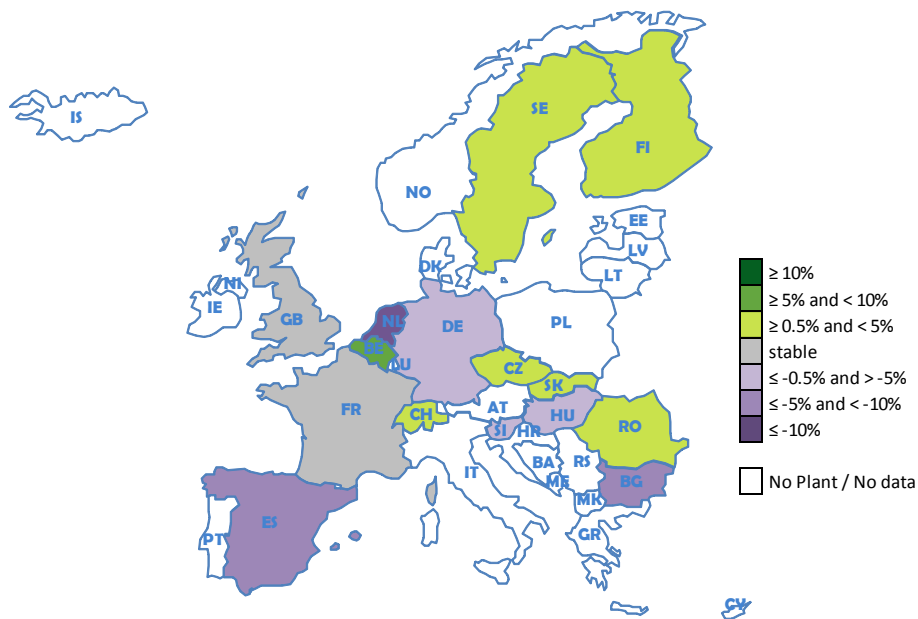 IS
SE
FI
NO
EE
LV
DK
LT
NI
IE
GB
NL
DE
PL
BE
LU
CZ
SK
FR
CH
AT
HU
SI
HR
RO
IT
BA
RS
ME
BG
MK
ES
PT
GR
CY
≥ 10%
≥ 5% and < 10%
≥ 0.5% and < 5%
stable
≤ -0.5% and > -5%
≤ -5% and < -10%
≤ -10%
No Plant / No data